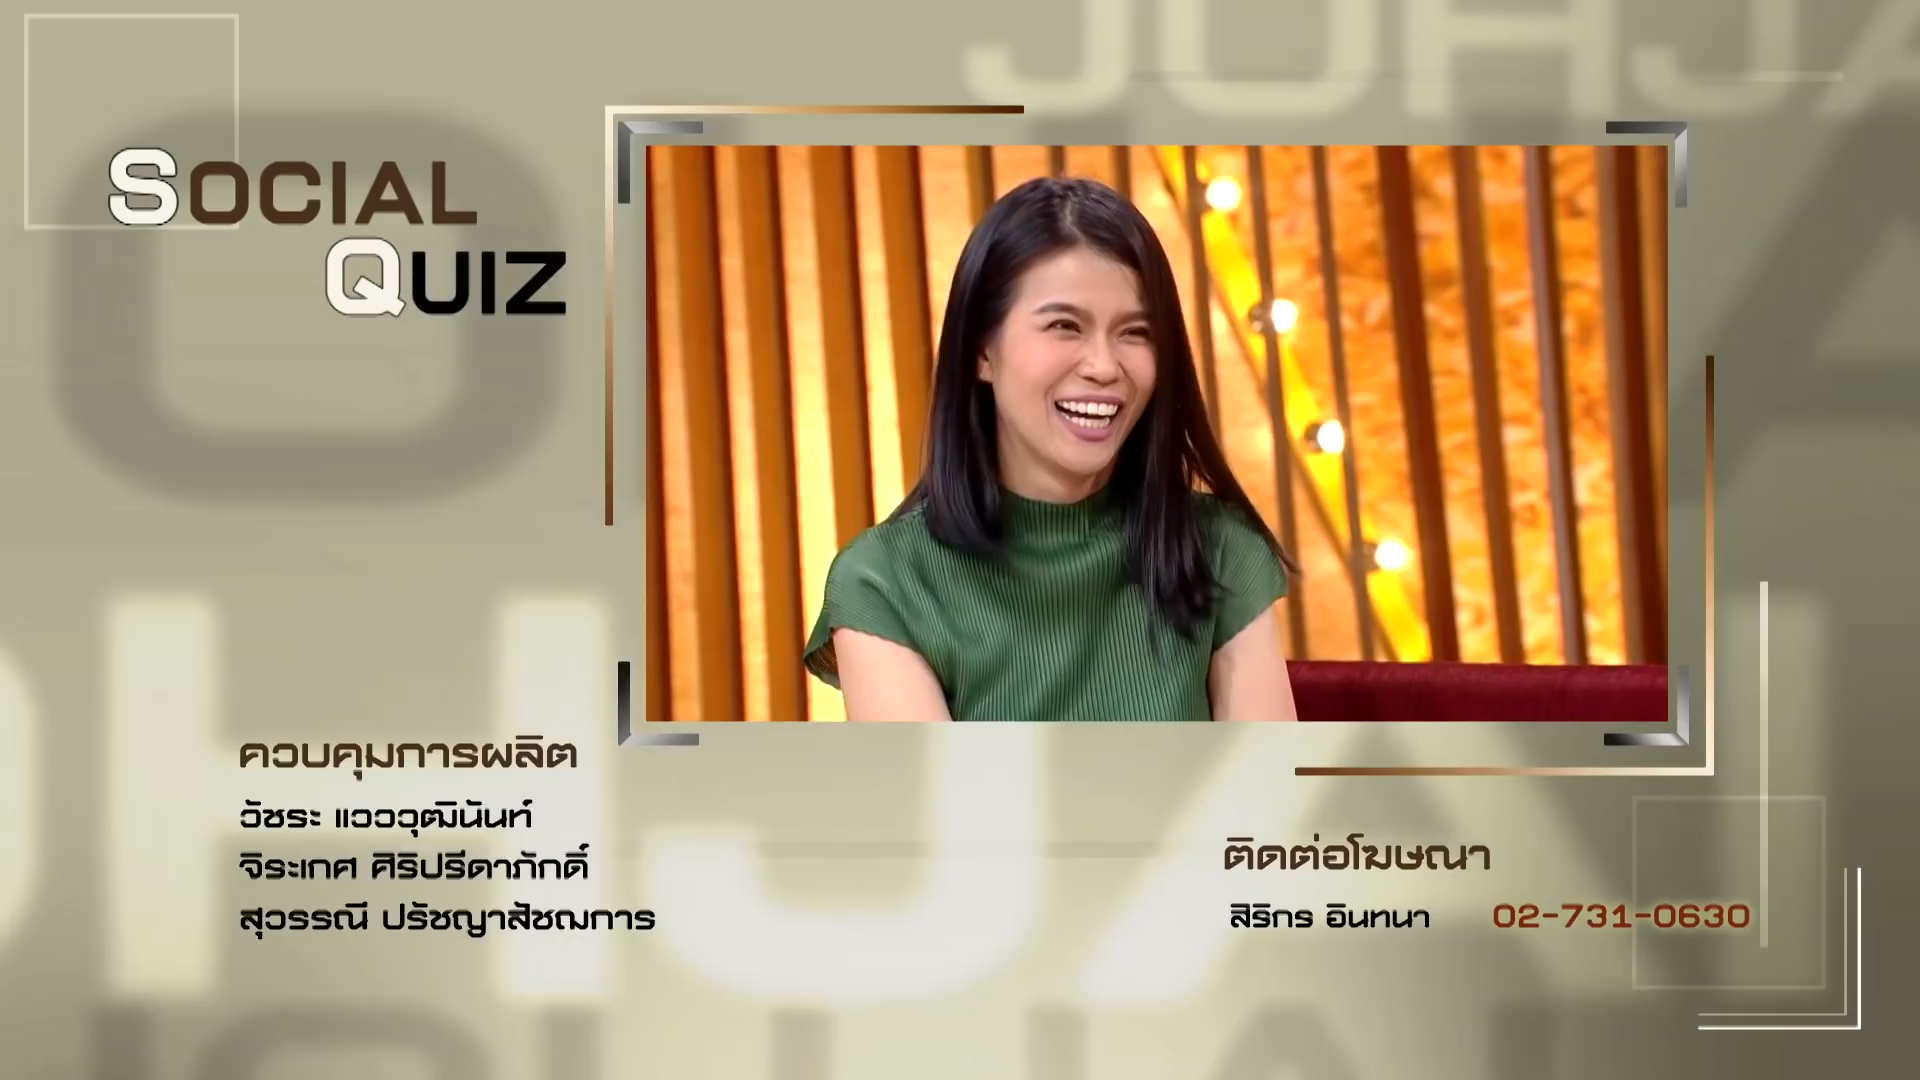 SOCIAL
QUIZ
ควบคุมการผลิต
วัชระ แวววุฒินันท์
จิระเกศ ศิริปรีดาภักดิ์
สุวรรณี ปรัชญาสัชฌการ
ติดต่อโฆษณา
สิริกร อินทนา 02-731-0630